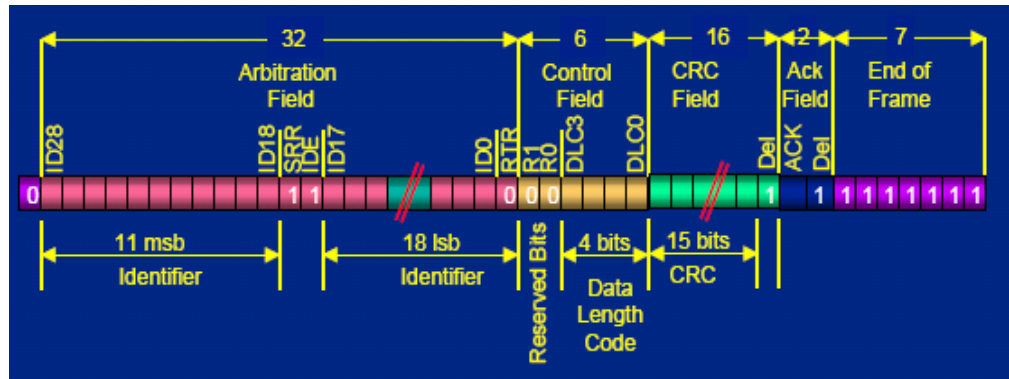 32 6 16 2 7
Arbitration Field
Control Field
CRC Field
Ack Field
End of Frame
ID28
ID18
SRR
IDE
ID17
ID0
RTR
R1
R0
DLC3
DLC0
Del
ACK
Del
0 1 1 0 0 0 1 1 1 1 1 1 1 1 1
11 msb
Identifier
18 lsb
Identifier
Reserved Bits
4 bits
Data
Length
Code
15 bits
CRC